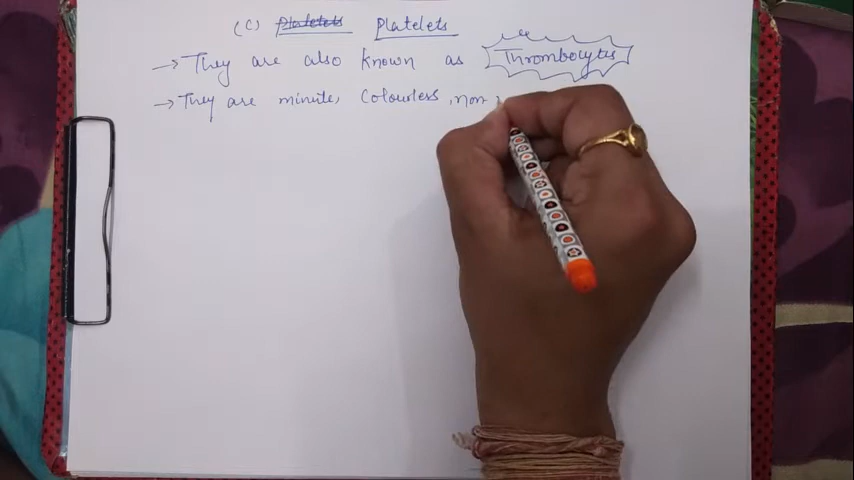 (C) Platelets Platelets
→ They are also known as Thrombocytes
→ They are minute, Colourless, non